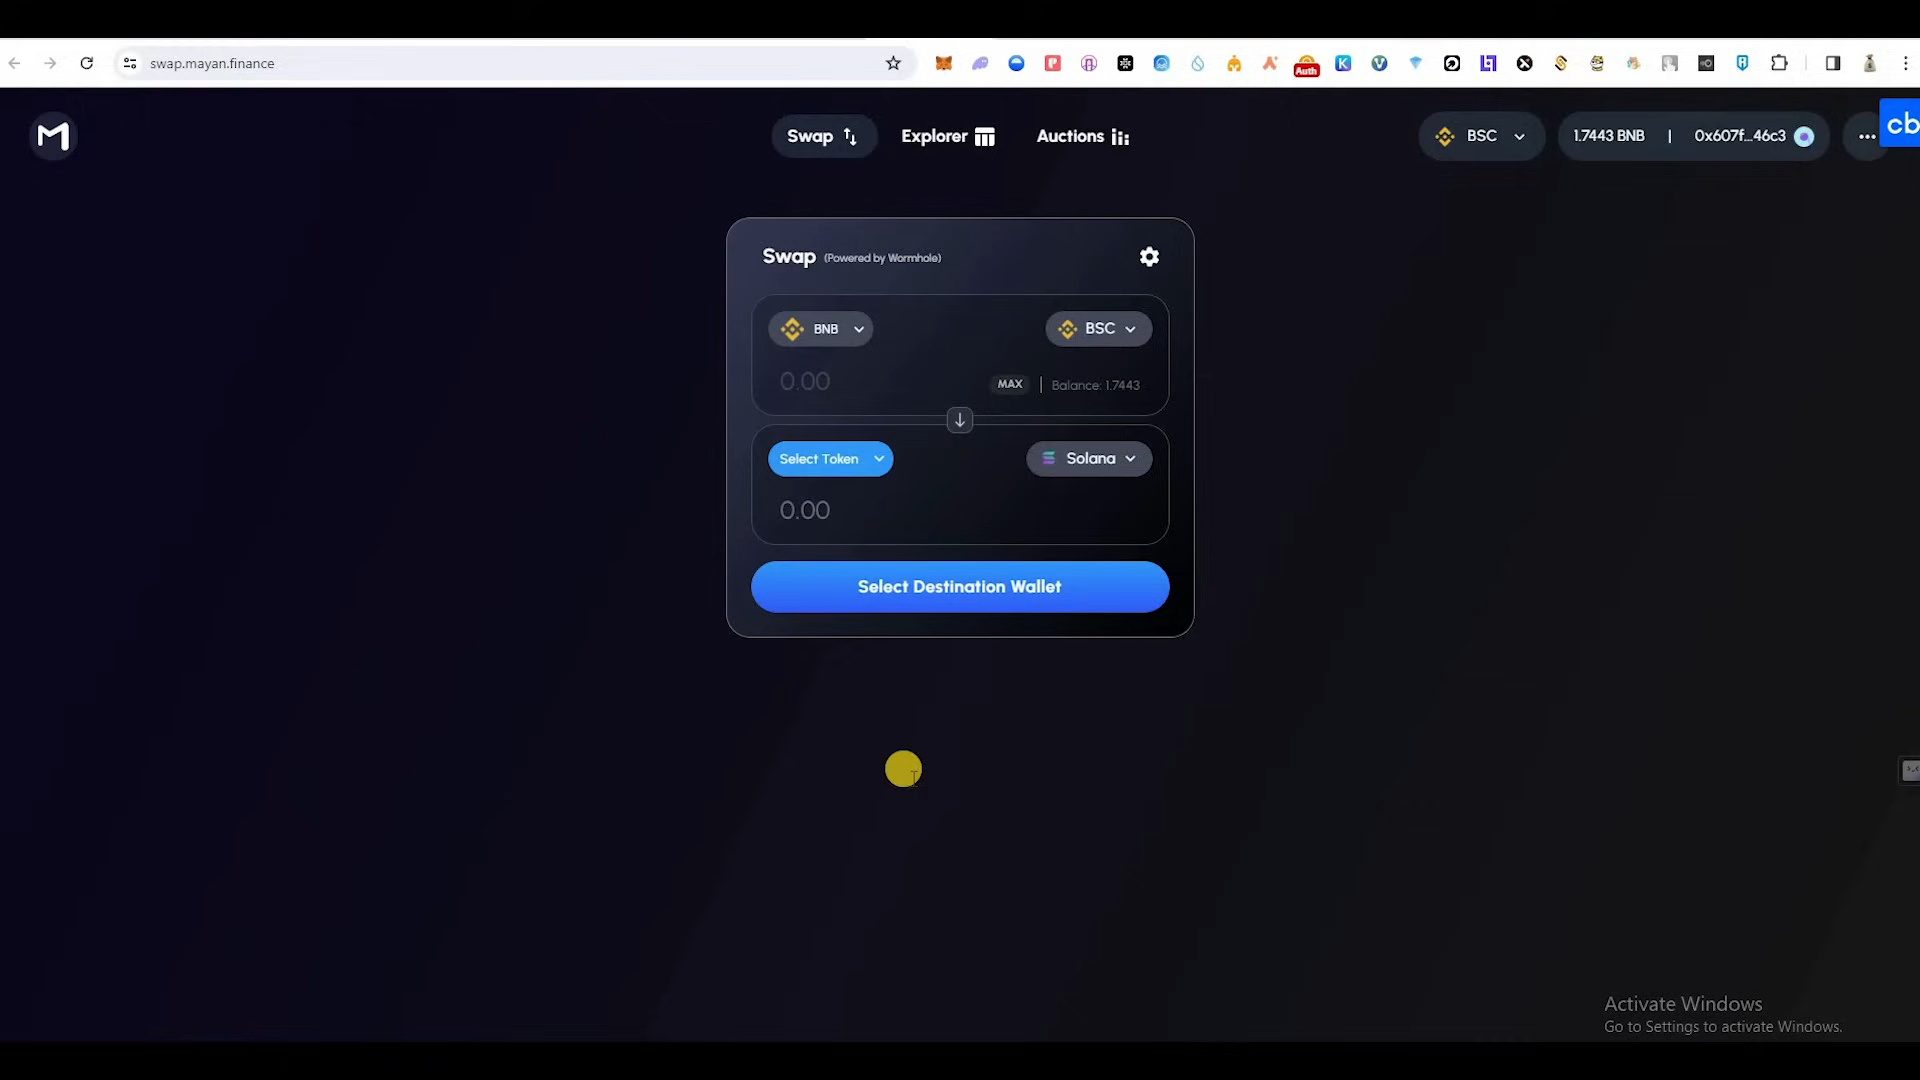 swap.mayan.finance
Auth
Swap
Explorer
Auctions
BSC
1.7443 BNB | 0x607f...46c3
cb
Swap (Powered by Wormhole)
BNB
BSC
0.00
MAX | Balance: 1.7443
Select Token
Solana
0.00
Select Destination Wallet
Activate Windows
Go to Settings to activate Windows.